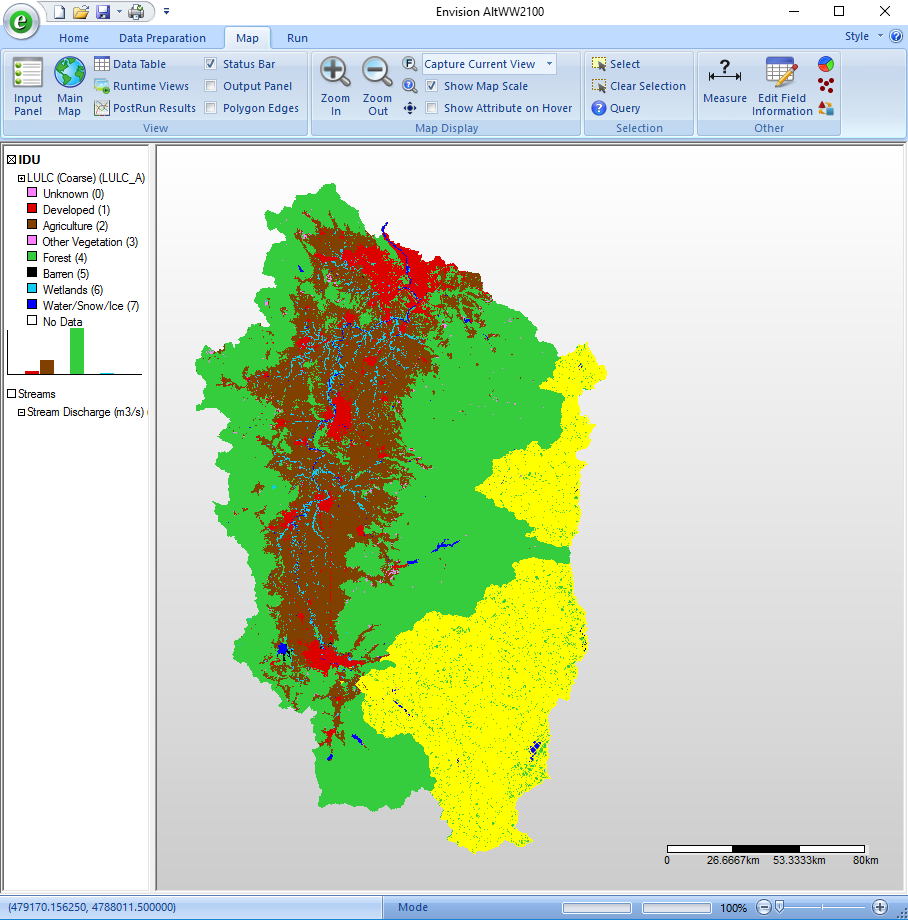 Envision AltWW2100
Home Data Preparation Map Run Style
Input Panel
Main Map
Data Table
Runtime Views
PostRun Results
Status Bar
Output Panel
Polygon Edges
View
Zoom In
Zoom Out
Capture Current View
Show Map Scale
Show Attribute on Hover
Map Display
Select
Clear Selection
Query
Selection
Measure
Edit Field Information
Other
IDU
LULC (Coarse) (LULC_A)
Unknown (0)
Developed (1)
Agriculture (2)
Other Vegetation (3)
Forest (4)
Barren (5)
Wetlands (6)
Water/Snow/Ice (7)
No Data
Streams
Stream Discharge (m3/s)
0 26.6667km 53.3333km 80km
(479170.156250, 4788011.500000) Mode 100%